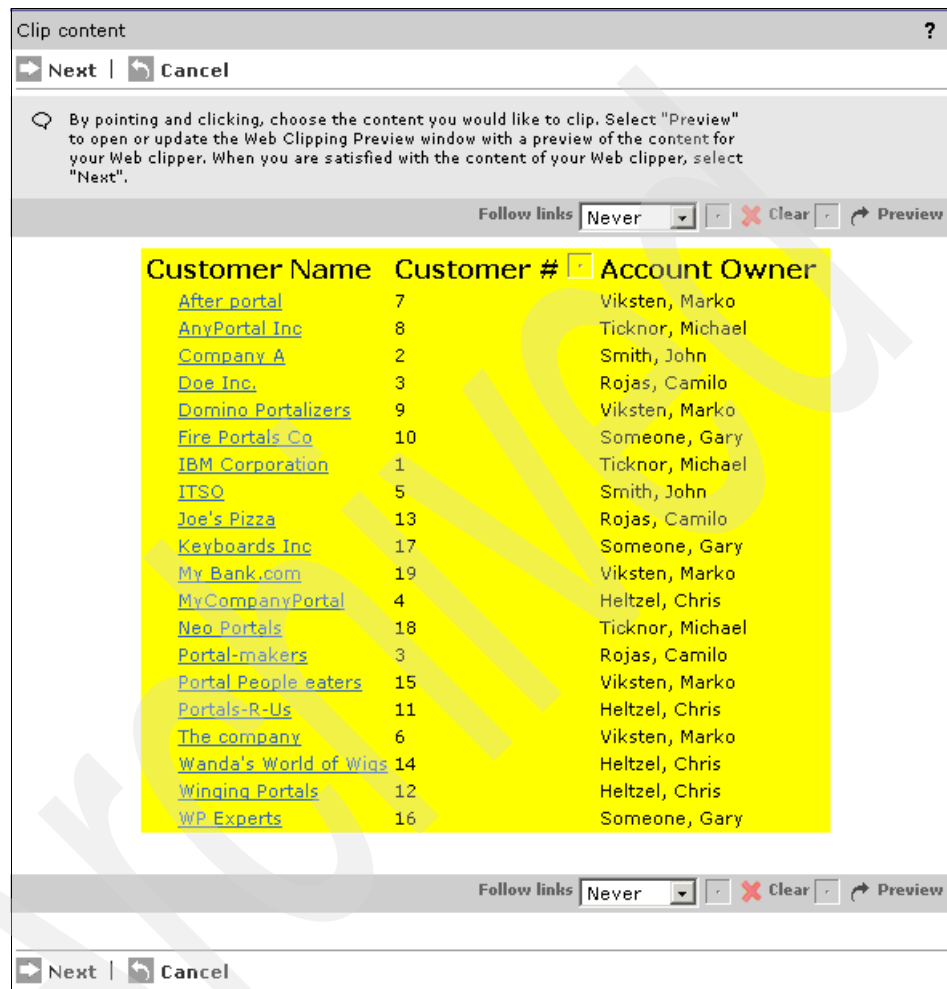 Clip content ?
Next | Cancel
By pointing and clicking, choose the content you would like to clip. Select "Preview"
to open or update the Web Clipping Preview window with a preview of the content for
your Web clipper. When you are satisfied with the content of your Web clipper, select
"Next".
Follow links Never Clear Preview
Customer Name Customer # Account Owner
After portal 7 Viksten, Marko
AnyPortal Inc 8 Ticknor, Michael
Company A 2 Smith, John
Doe Inc. 3 Rojas, Camilo
Domino Portalizers 9 Viksten, Marko
Fire Portals Co 10 Someone, Gary
IBM Corporation 1 Ticknor, Michael
ITSO 5 Smith, John
Joe's Pizza 13 Rojas, Camilo
Keyboards Inc 17 Someone, Gary
My Bank.com 19 Viksten, Marko
MyCompanyPortal 4 Heltzel, Chris
Neo Portals 18 Ticknor, Michael
Portal-makers 3 Rojas, Camilo
Portal People eaters 15 Viksten, Marko
Portals-R-Us 11 Heltzel, Chris
The company 6 Viksten, Marko
Wanda's World of Wigs 14 Heltzel, Chris
Winging Portals 12 Heltzel, Chris
WP Experts 16 Someone, Gary
Follow links Never Clear Preview
Next | Cancel